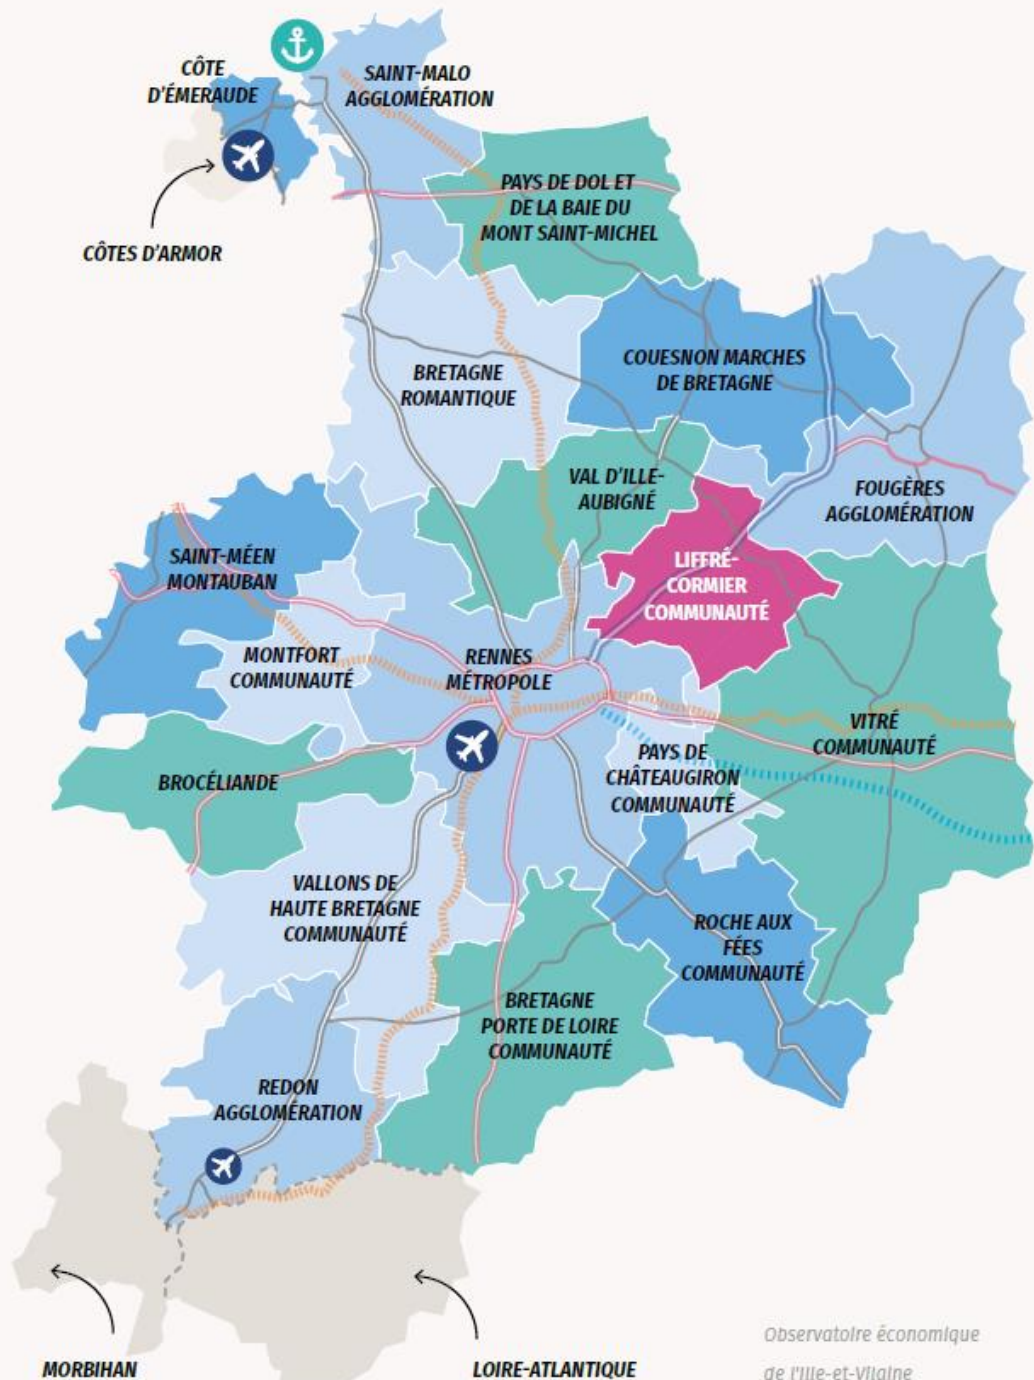 CÔTE
D'ÉMERAUDE
SAINT-MALO
AGGLOMÉRATION
CÔTES D'ARMOR
PAYS DE DOL ET
DE LA BAIE DU
MONT SAINT-MICHEL
BRETAGNE
ROMANTIQUE
COUESNON MARCHES
DE BRETAGNE
VAL D'ILLE-
AUBIGNÉ
FOUGÈRES
AGGLOMÉRATION
SAINT-MÉEN
MONTAUBAN
LIFFRÉ-
CORMIER
COMMUNAUTÉ
MONTFORT
COMMUNAUTÉ
RENNES
MÉTROPOLE
VITRÉ
COMMUNAUTÉ
PAYS DE
CHÂTEAUGIRON
COMMUNAUTÉ
BROCÉLIANDE
VALLONS DE
HAUTE BRETAGNE
COMMUNAUTÉ
ROCHE AUX
FÉES
COMMUNAUTÉ
BRETAGNE
PORTE DE LOIRE
COMMUNAUTÉ
REDON
AGGLOMÉRATION
MORBIHAN
LOIRE-ATLANTIQUE
Observatoire économique
de l'Ille-et-Vilaine